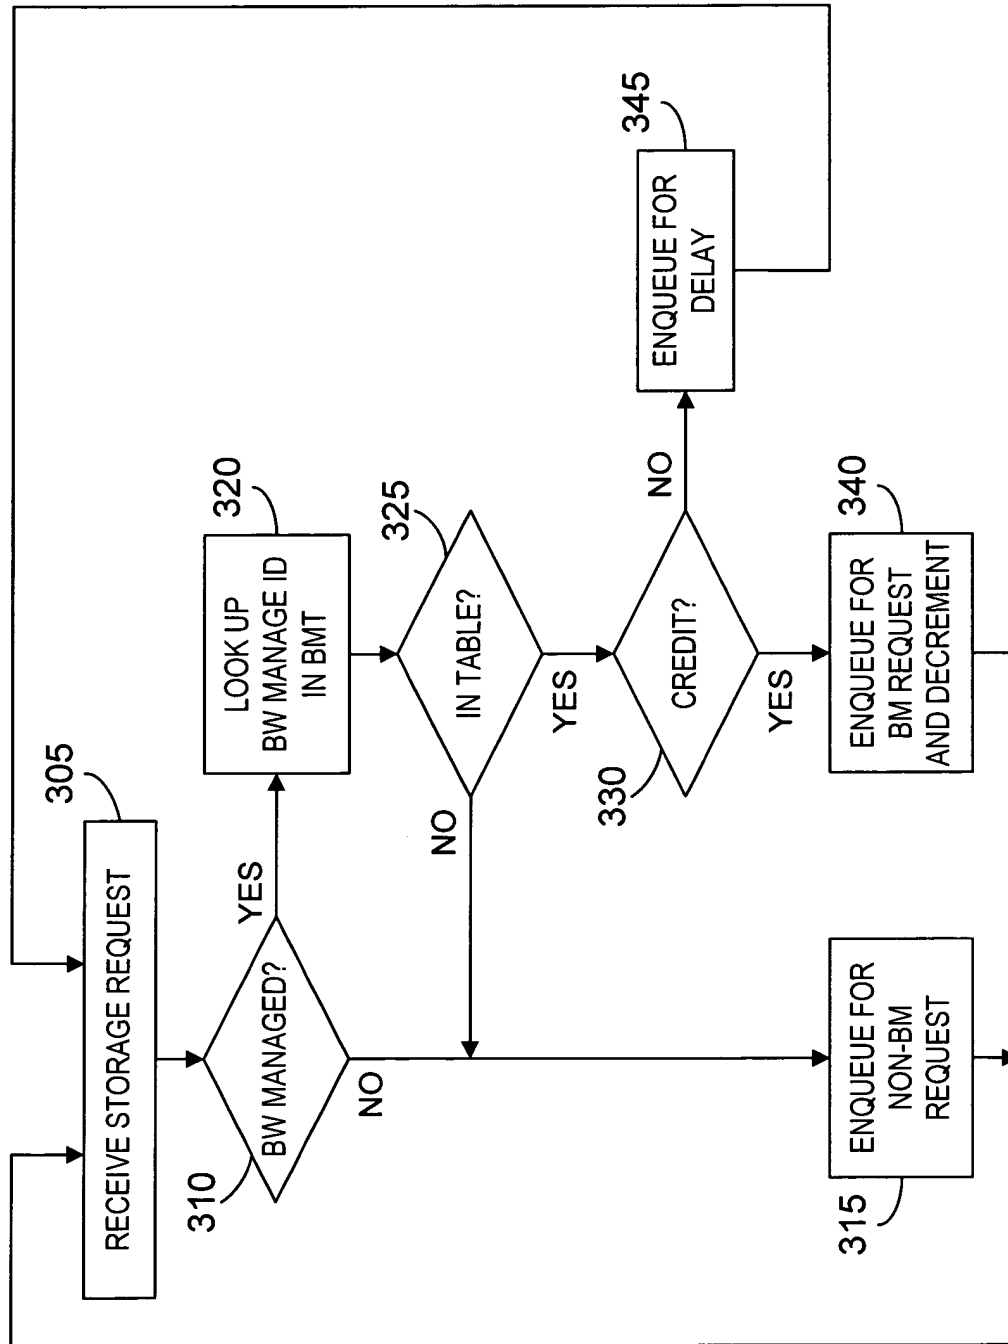 305
RECEIVE STORAGE REQUEST
310
BW MANAGED?
YES
NO
320
LOOK UP
BW MANAGE ID
IN BMT
325
IN TABLE?
NO
YES
330
CREDIT?
NO
YES
345
ENQUEUE FOR
DELAY
315
ENQUEUE FOR
NON-BM
REQUEST
340
ENQUEUE FOR
BM REQUEST
AND DECREMENT